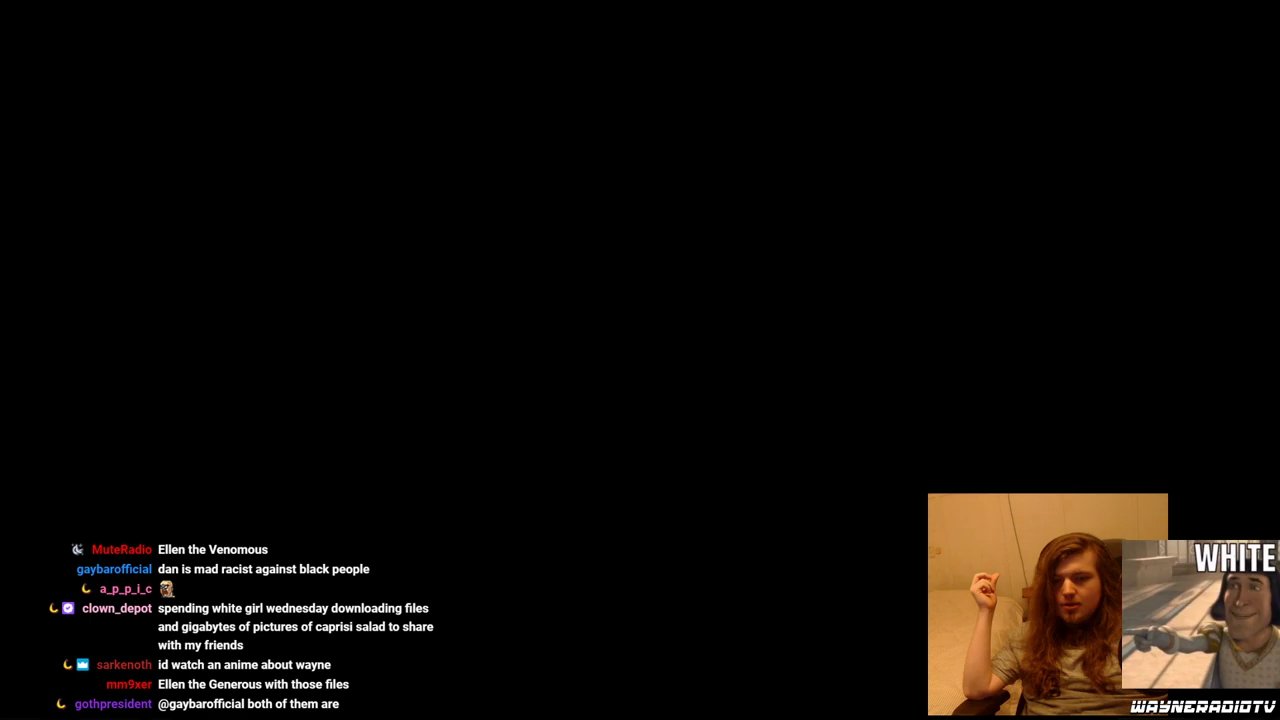 MuteRadio Ellen the Venomous
gaybarofficial dan is mad racist against black people
a_p_p_i_c
clown_depot spending white girl wednesday downloading files
and gigabytes of pictures of caprisi salad to share
with my friends
sarkenoth id watch an anime about wayne
mm9xer Ellen the Generous with those files
gothpresident @gaybarofficial both of them are
WHITE
WAYNERADIOTV